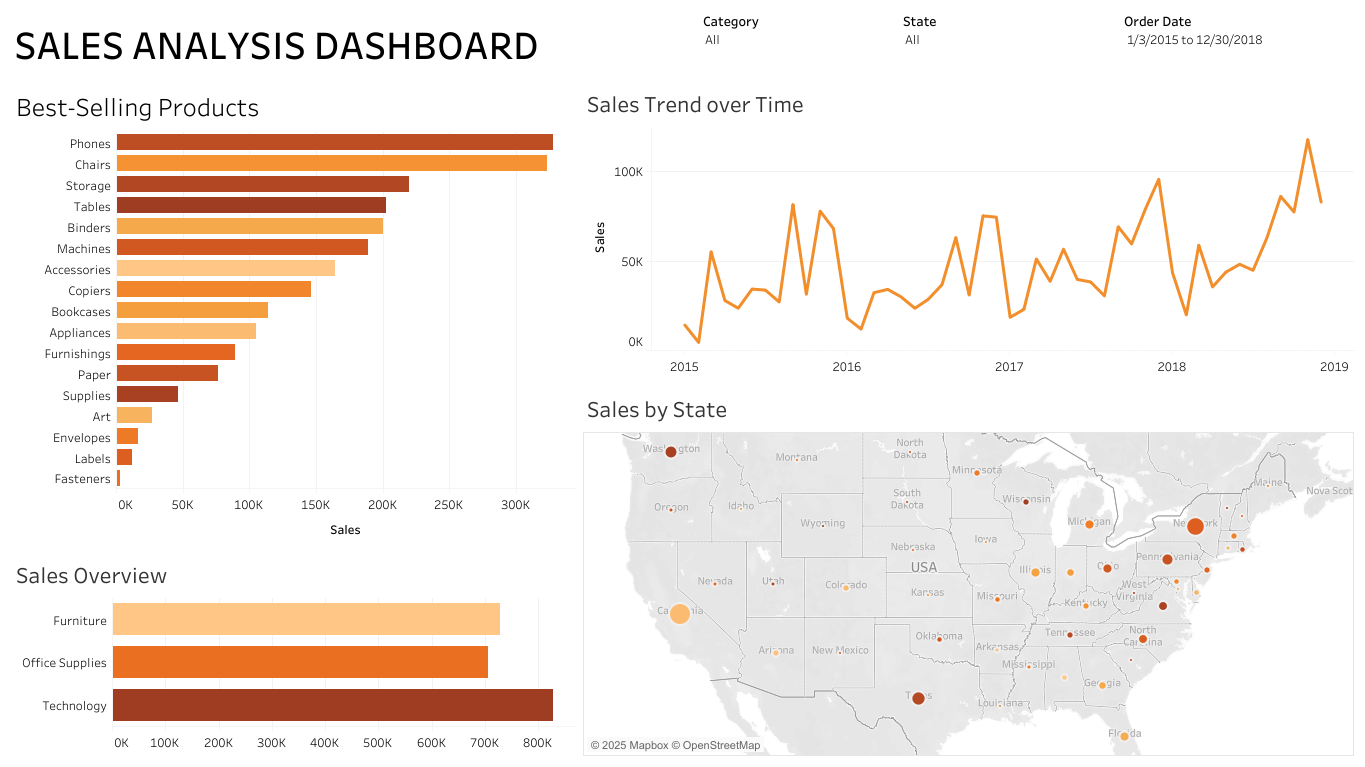 SALES ANALYSIS DASHBOARD
Category
All
State
All
Order Date
1/3/2015 to 12/30/2018
Best-Selling Products
Phones
Chairs
Storage
Tables
Binders
Machines
Accessories
Copiers
Bookcases
Appliances
Furnishings
Paper
Supplies
Art
Envelopes
Labels
Fasteners
0K 50K 100K 150K 200K 250K 300K
Sales
Sales Overview
Furniture
Office Supplies
Technology
0K 100K 200K 300K 400K 500K 600K 700K 800K
Sales Trend over Time
100K
50K
0K
Sales
2015 2016 2017 2018 2019
Sales by State
Washington
Montana
North
Dakota
Minnesota
Maine
Nova Scot
Oregon
Idaho
South
Dakota
Wisconsin
Wyoming
Michigan
New York
Nebraska
Iowa
Pennsylvania
USA
Nevada
Utah
Colorado
Kansas
Missouri
Illinois
Ohio
West
Virginia
Kentucky
California
Tennessee
North
Carolina
Arizona
New Mexico
Oklahoma
Arkansas
Mississippi
Georgia
Texas
Louisiana
Florida
© 2025 Mapbox © OpenStreetMap